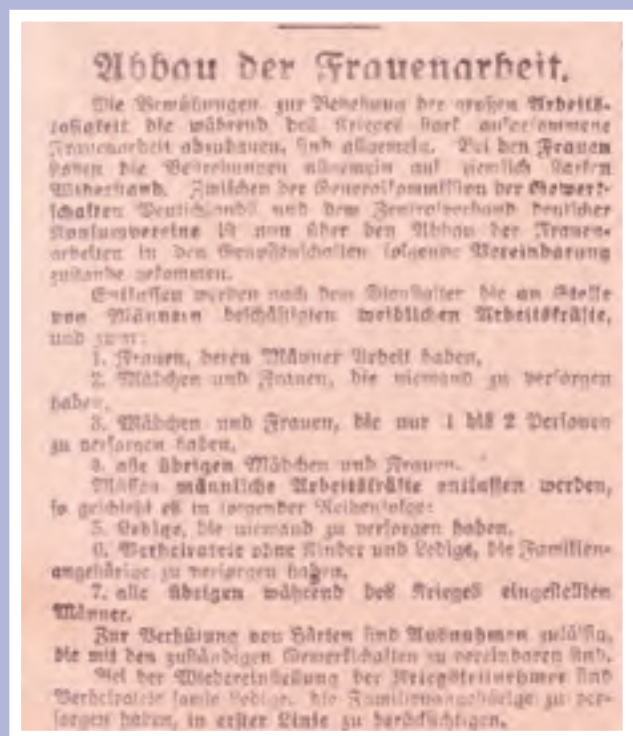 Abbau der Frauenarbeit.
Die Bemühungen zur Behebung der großen Arbeits-
losigkeit die während des Krieges stark aufgekommene
Frauenarbeit abzubauen, sind allgemein. Bei den Frauen
stoßen die Bestrebungen allgemein auf ziemlich starken
Widerstand. Zwischen der Generalkommission der Gewerk-
schaften Deutschlands und dem Zentralverband deutscher
Konsumvereine ist nun über den Abbau der Frauen-
arbeiten in den Genossenschaften folgende Vereinbarung
zustande gekommen.
Entlassen werden nach dem Dienstalter die an Stelle
von Männern beschäftigten weiblichen Arbeitskräfte,
und zwar:
1. Frauen, deren Männer Arbeit haben,
2. Mädchen und Frauen, die niemand zu versorgen
haben,
3. Mädchen und Frauen, die nur 1 bis 2 Personen
zu versorgen haben,
4. alle übrigen Mädchen und Frauen.
Müssen männliche Arbeitskräfte entlassen werden,
so geschieht es in folgender Reihenfolge:
5. Ledige, die niemand zu versorgen haben.
6. Verheiratete ohne Kinder und Ledige, die Familien-
angehörige zu versorgen haben,
7. alle übrigen während des Krieges eingestellten
Männer.
Zur Verhütung von Härten sind Ausnahmen zulässig,
die mit den zuständigen Gewerkschaften zu vereinbaren sind.
Bei der Wiedereinstellung der Kriegsteilnehmer sind
Verheiratete sowie Ledige, die Familienangehörige zu ver-
sorgen haben, in erster Linie zu berücksichtigen.